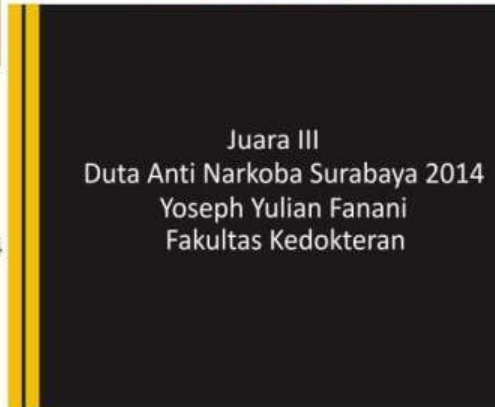 Juara III
Duta Anti Narkoba Surabaya 2014
Yoseph Yulian Fanani
Fakultas Kedokteran